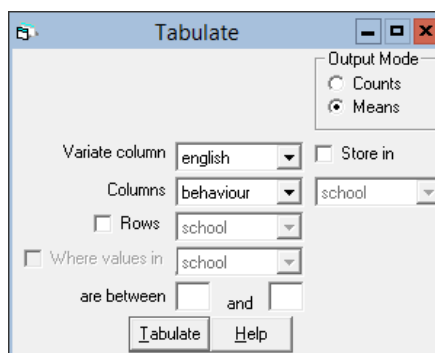 Tabulate
Output Mode
Counts
Means
Variate column english Store in
Columns behaviour school
Rows school
Where values in school
are between and
Tabulate Help